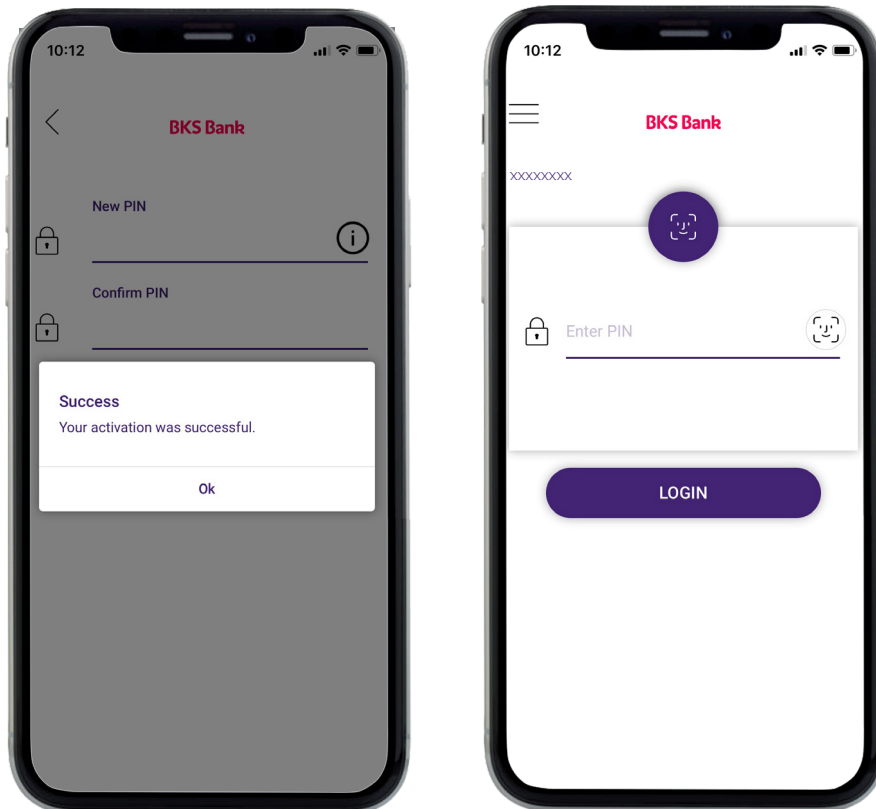 10:12
BKS Bank
New PIN
Confirm PIN
Success
Your activation was successful.
Ok
10:12
BKS Bank
xxxxxxxx
Enter PIN
LOGIN